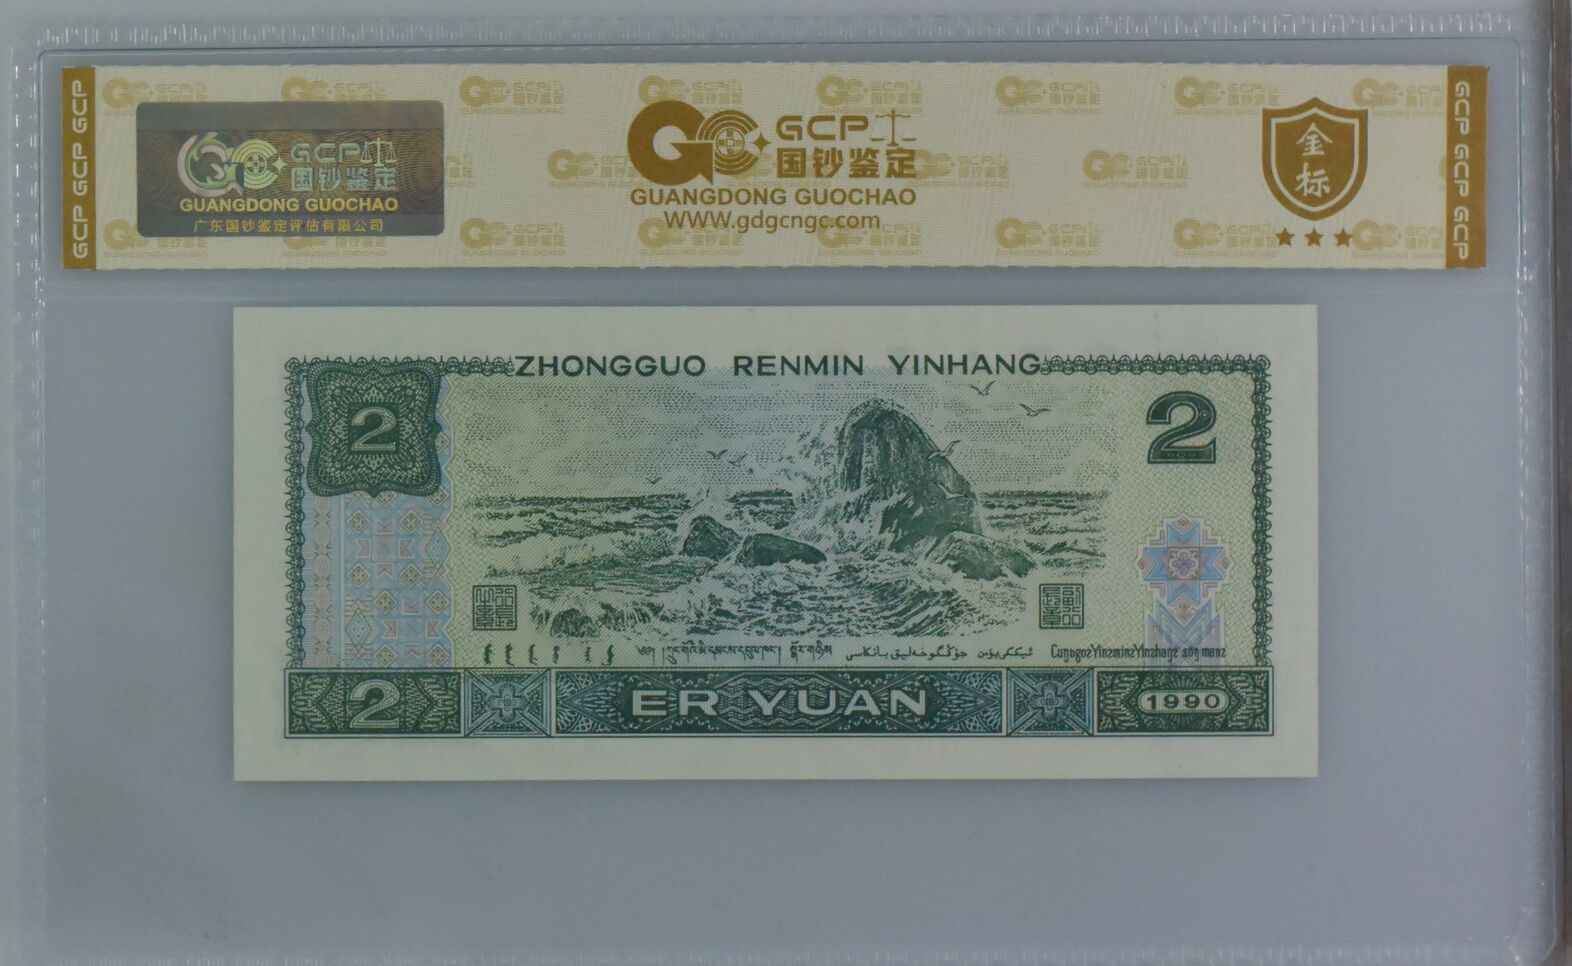 GCP GCP GCP
GCP
国钞鉴定
GUANGDONG GUOCHAO
广东国钞鉴定评估有限公司
GCP
国钞鉴定
GUANGDONG GUOCHAO
WWW.gdgcngc.com
金标
GCP GCP GCP
ZHONGGUO RENMIN YINHANG
2
2
2
ER YUAN
1990